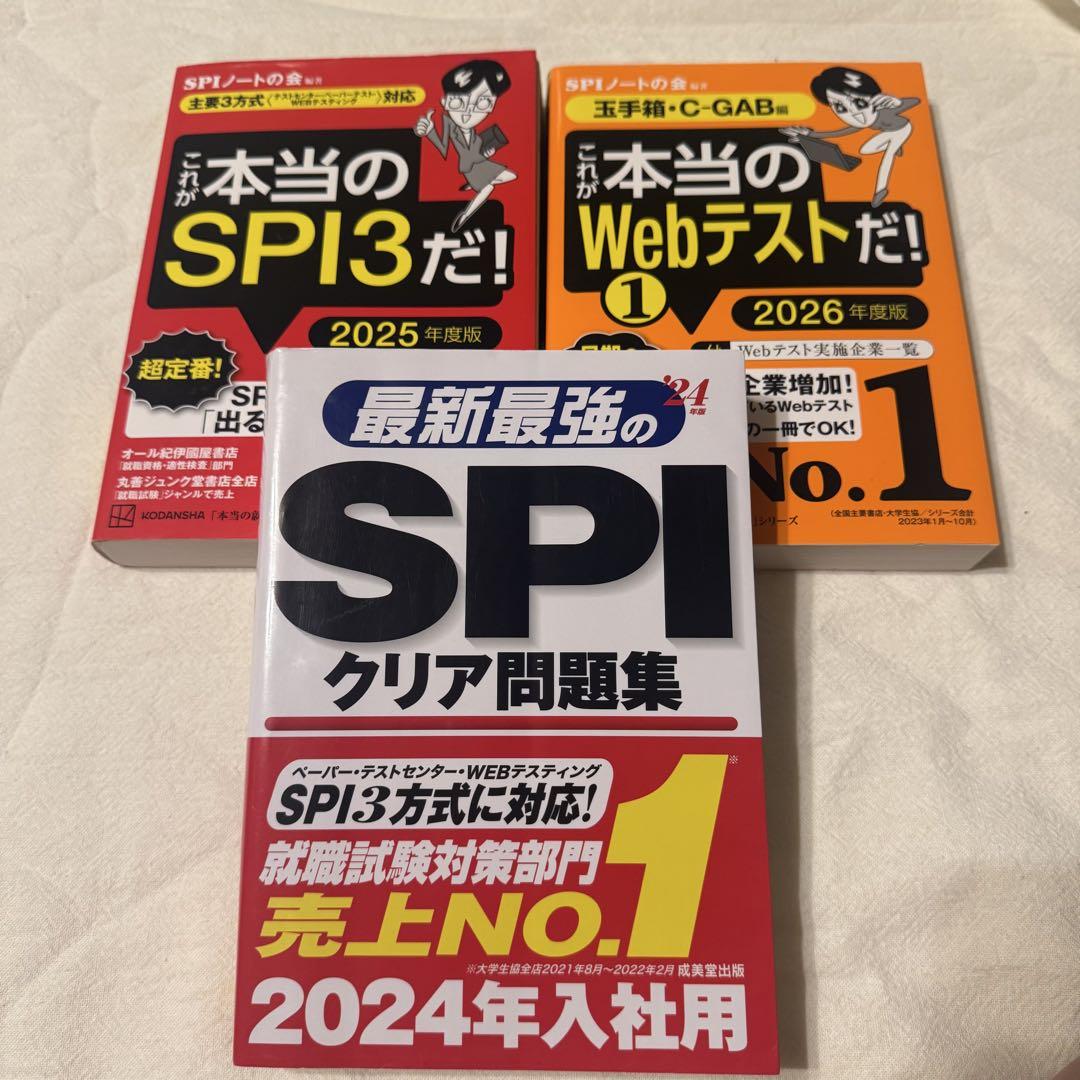 SPIノートの会 編著
主要3方式〈テストセンター・ペーパーテスト・WEBテスティング〉対応
これが
本当の
SPI3だ!
2025年度版
超定番!
SP
「出る
オール紀伊國屋書店
「就職資格・適性検査」部門
丸善ジュンク堂書店全店
「就職試験」ジャンルで売上
KODANSHA 「本当の就
SPIノートの会 編著
玉手箱・C-GAB編
これが
本当の
Webテストだ!
1
2026年度版
Webテスト実施企業一覧
企業増加!
いるWebテスト
の一冊でOK!
No.1
シリーズ
(全国主要書店・大学生協/シリーズ合計
2023年1月~10月)
最新最強の
'24年版
SPI
クリア問題集
ペーパー・テストセンター・WEBテスティング
SPI3方式に対応!
就職試験対策部門
売上NO.1
※
※大学生協全店2021年8月~2022年2月 成美堂出版
2024年入社用